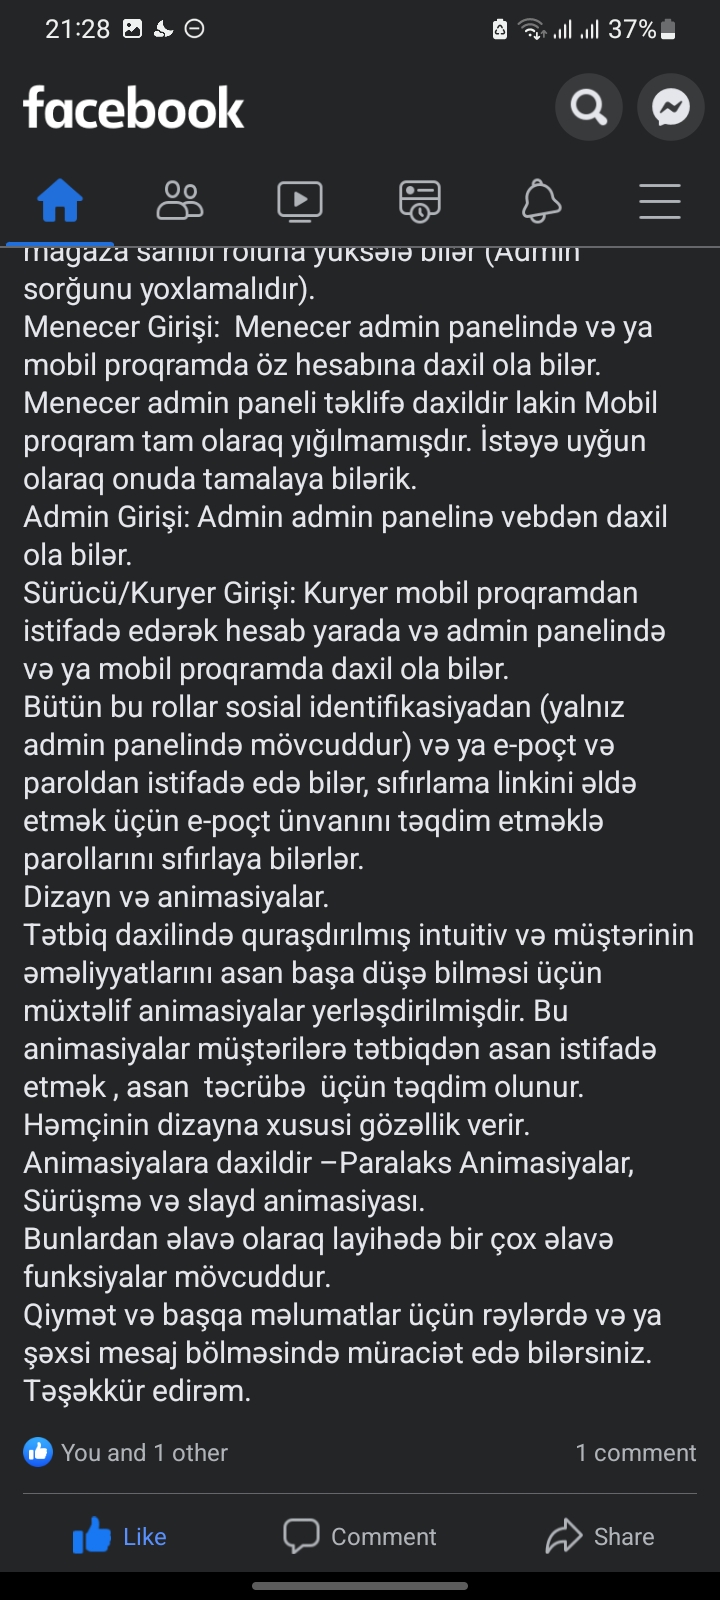 21:28
37%
facebook
mağaza sahibi roluna yüksələ bilər (Admin
sorğunu yoxlamalıdır).
Menecer Girişi:  Menecer admin panelində və ya
mobil proqramda öz hesabına daxil ola bilər.
Menecer admin paneli təklifə daxildir lakin Mobil
proqram tam olaraq yığılmamışdır. İstəyə uyğun
olaraq onuda tamalaya bilərik.
Admin Girişi: Admin admin panelinə vebdən daxil
ola bilər.
Sürücü/Kuryer Girişi: Kuryer mobil proqramdan
istifadə edərək hesab yarada və admin panelində
və ya mobil proqramda daxil ola bilər.
Bütün bu rollar sosial identifikasiyadan (yalnız
admin panelində mövcuddur) və ya e-poçt və
paroldan istifadə edə bilər, sıfırlama linkini əldə
etmək üçün e-poçt ünvanını təqdim etməklə
parollarını sıfırlaya bilərlər.
Dizayn və animasiyalar.
Tətbiq daxilində quraşdırılmış intuitiv və müştərinin
əməliyyatlarını asan başa düşə bilməsi üçün
müxtəlif animasiyalar yerləşdirilmişdir. Bu
animasiyalar müştərilərə tətbiqdən asan istifadə
etmək , asan  təcrübə  üçün təqdim olunur.
Həmçinin dizayna xususi gözəllik verir.
Animasiyalara daxildir –Paralaks Animasiyalar,
Sürüşmə və slayd animasiyası.
Bunlardan əlavə olaraq layihədə bir çox əlavə
funksiyalar mövcuddur.
Qiymət və başqa məlumatlar üçün rəylərdə və ya
şəxsi mesaj bölməsində müraciət edə bilərsiniz.
Təşəkkür edirəm.
You and 1 other
1 comment
Like
Comment
Share